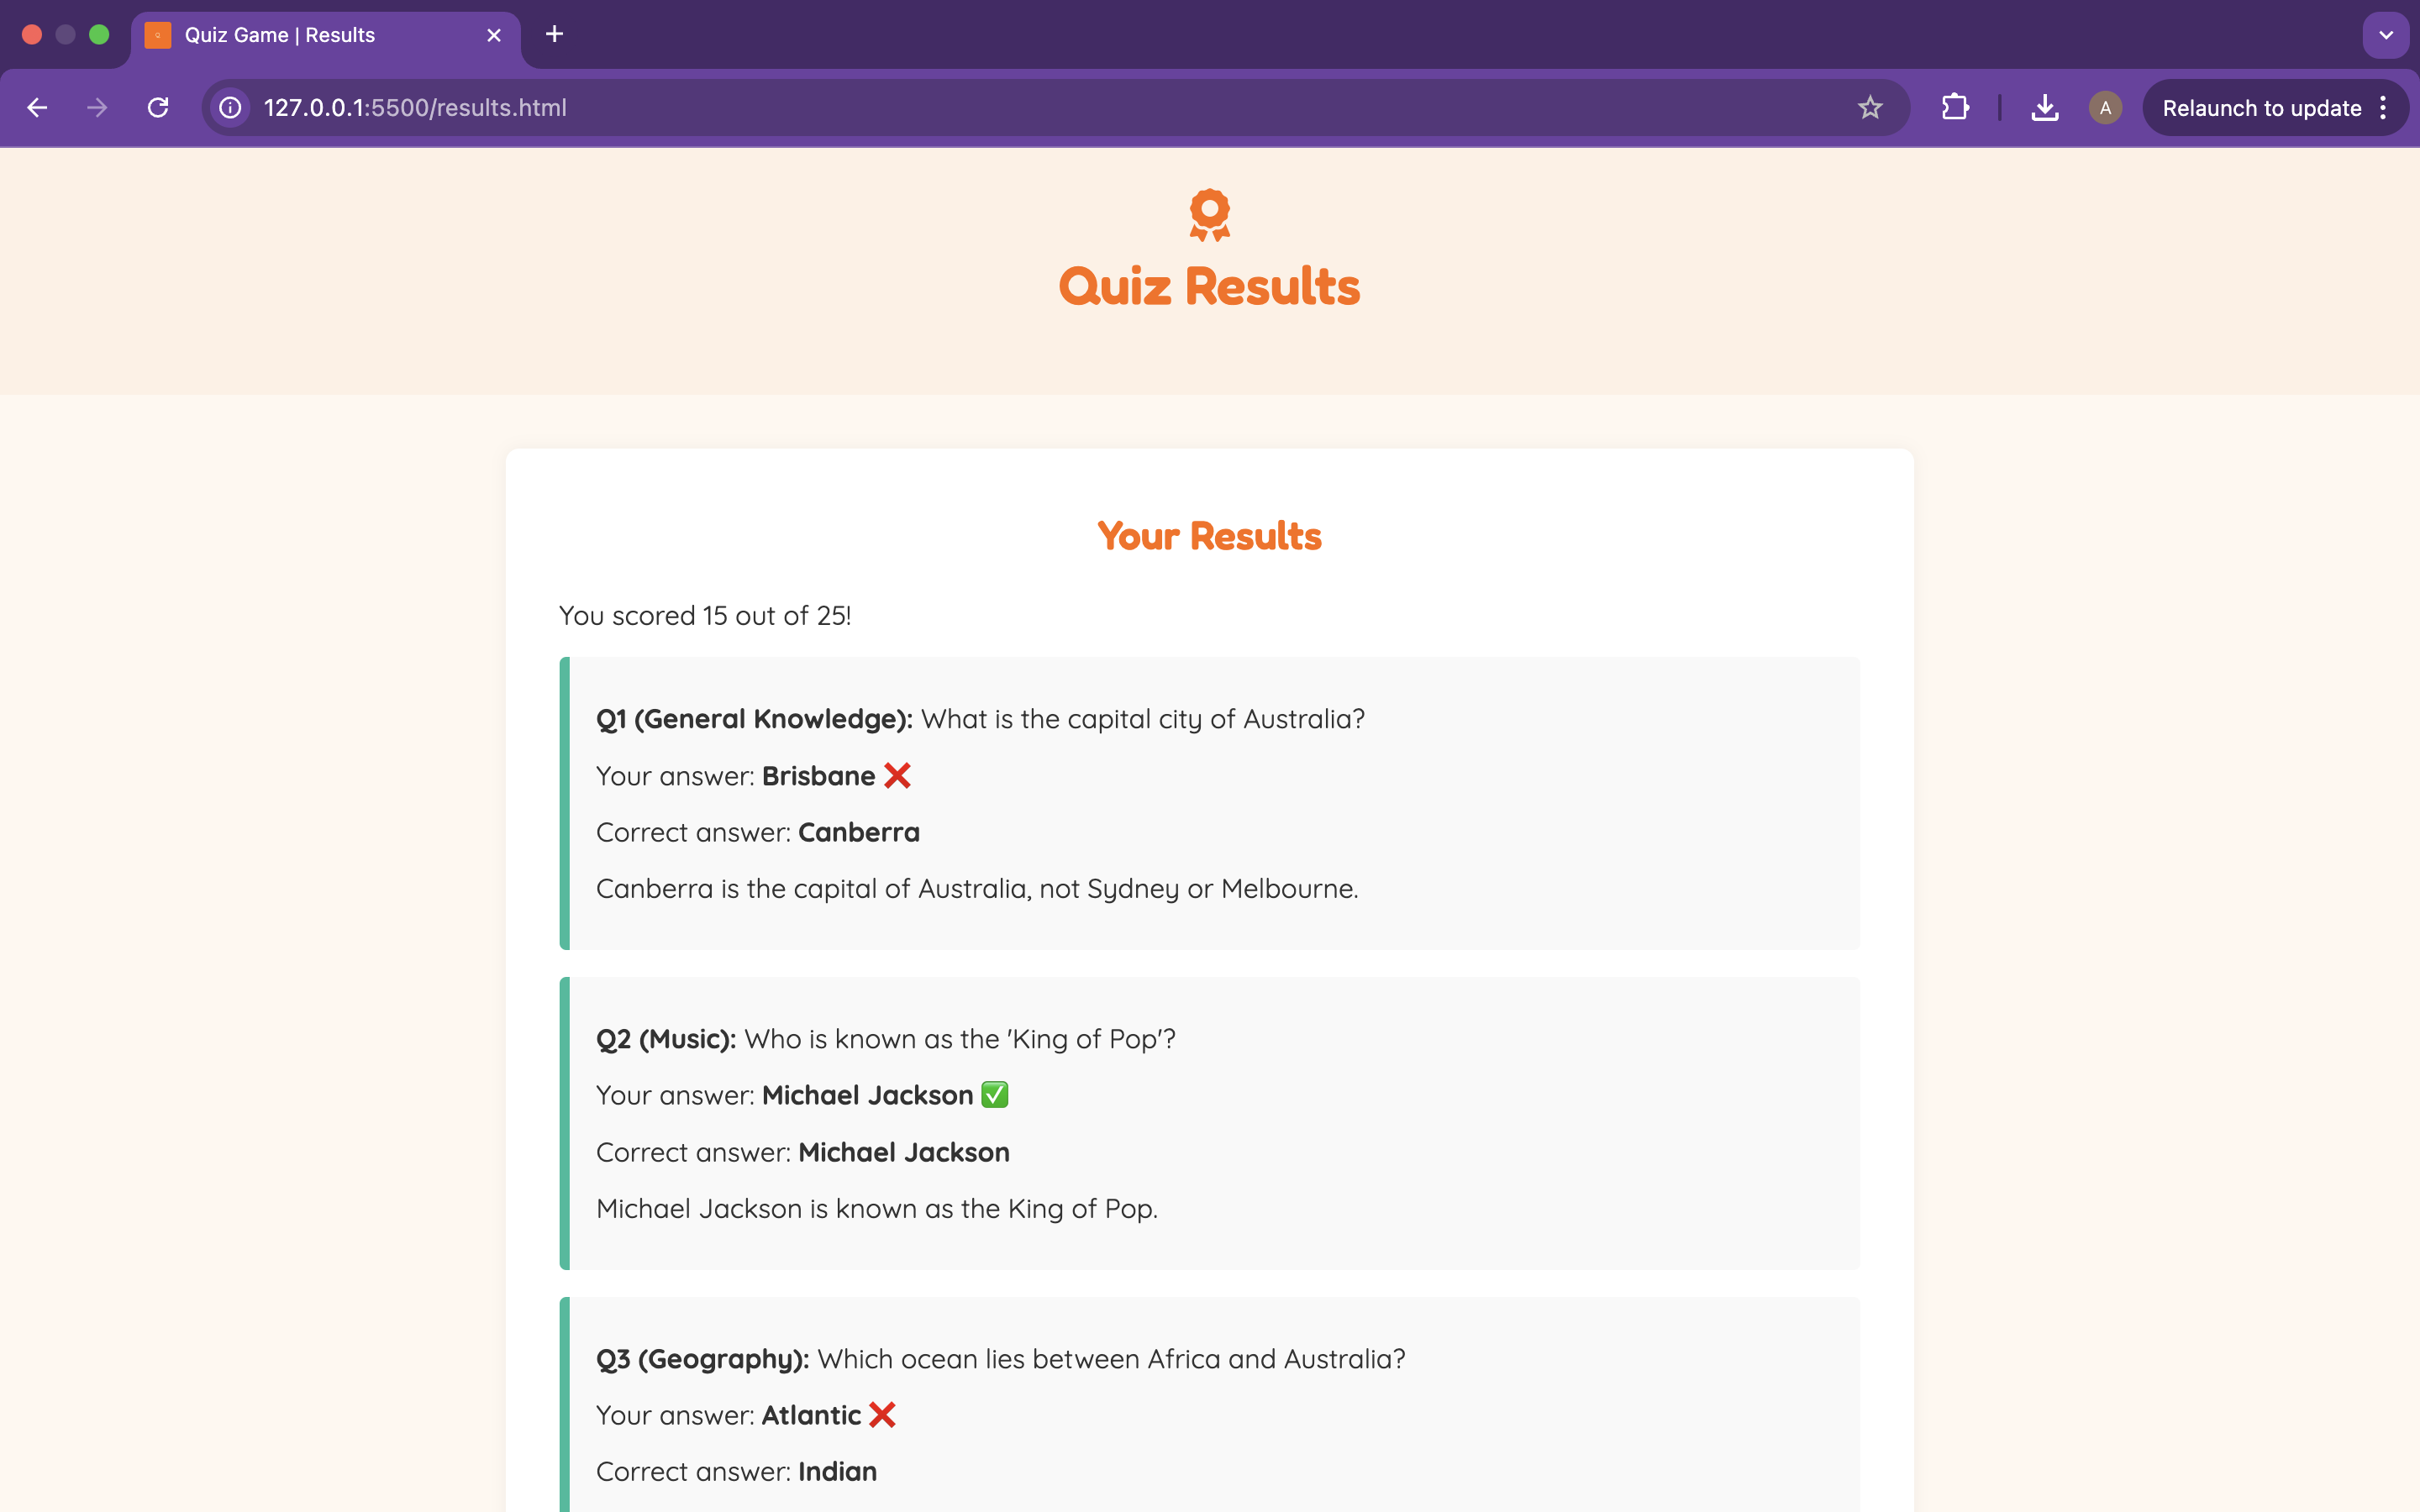 Quiz Game | Results
127.0.0.1:5500/results.html
A
Relaunch to update
Quiz Results
Your Results
You scored 15 out of 25!
Q1 (General Knowledge): What is the capital city of Australia?
Your answer: Brisbane ❌
Correct answer: Canberra
Canberra is the capital of Australia, not Sydney or Melbourne.
Q2 (Music): Who is known as the 'King of Pop'?
Your answer: Michael Jackson ✅
Correct answer: Michael Jackson
Michael Jackson is known as the King of Pop.
Q3 (Geography): Which ocean lies between Africa and Australia?
Your answer: Atlantic ❌
Correct answer: Indian